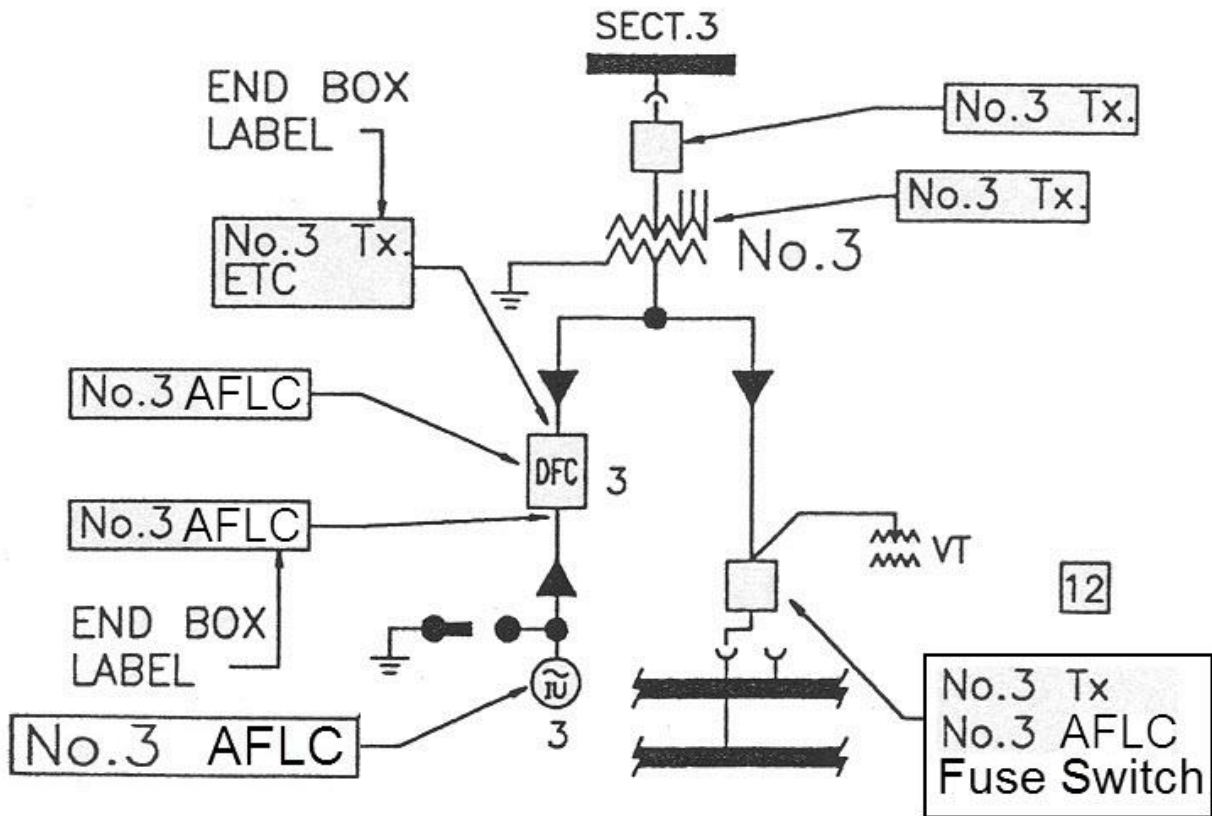 SECT.3
END BOX
LABEL
No.3 Tx.
No.3 Tx.
No.3 Tx.
ETC
No.3
No.3 AFLC
DFC
3
No.3 AFLC
VT
12
END BOX
LABEL
IU
3
No.3 AFLC
No.3 Tx
No.3 AFLC
Fuse Switch